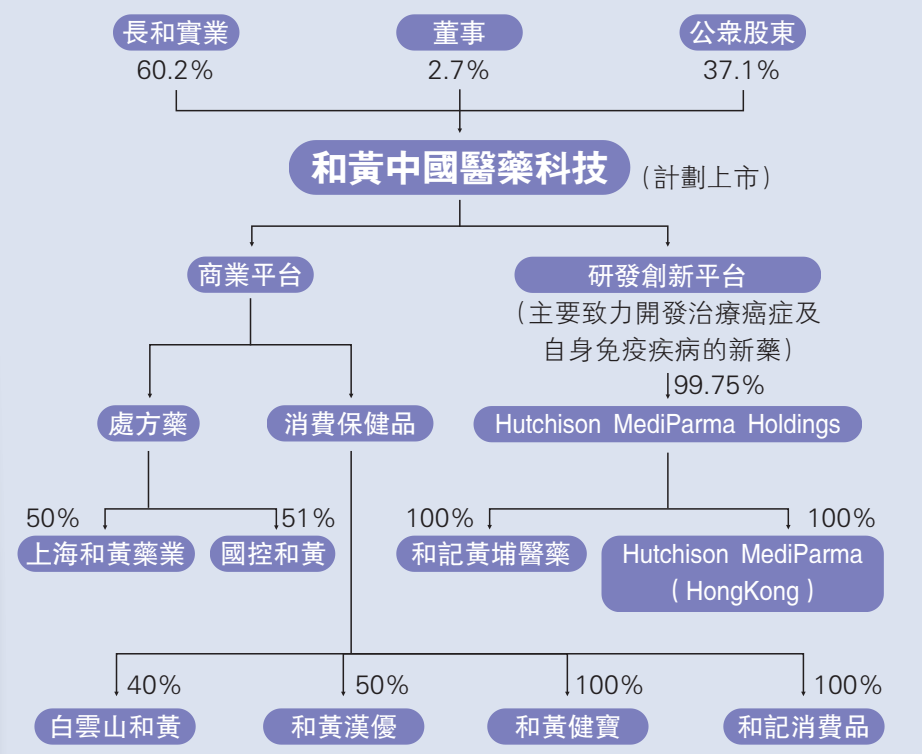 長和實業 董事 公衆股東
60.2% 2.7% 37.1%
和黃中國醫藥科技 (計劃上市)
商業平台 研發創新平台
(主要致力開發治療癌症及
自身免疫疾病的新藥)
99.75%
處方藥 消費保健品 Hutchison MediParma Holdings
50% 51% 100% 100%
上海和黃藥業 國控和黃 和記黃埔醫藥 Hutchison MediParma
(HongKong)
40% 50% 100% 100%
白雲山和黃 和黃漢優 和黃健寶 和記消費品